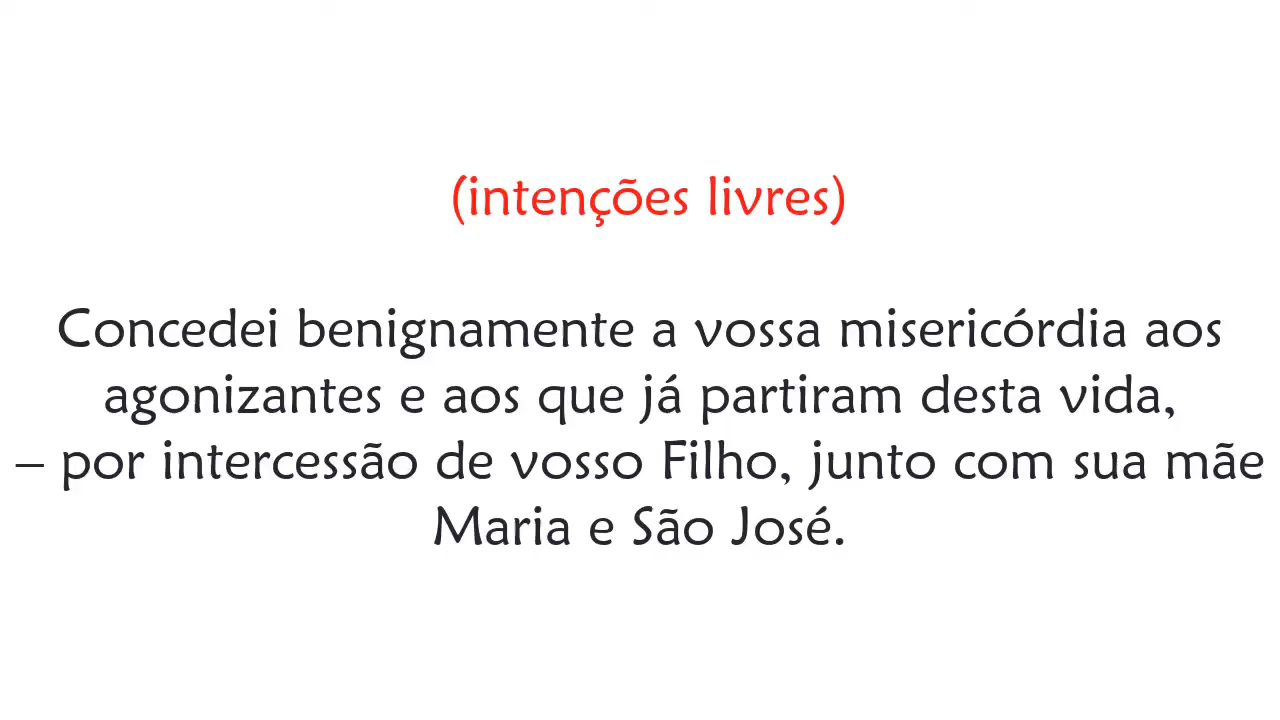 (intenções livres)
Concedei benignamente a vossa misericórdia aos
agonizantes e aos que já partiram desta vida,
– por intercessão de vosso Filho, junto com sua mãe
Maria e São José.